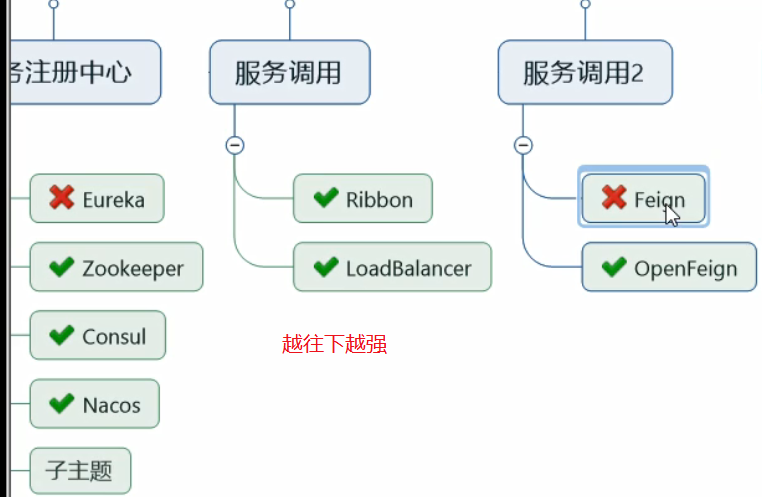 务注册中心
服务调用
服务调用2
Eureka
Ribbon
Feign
Zookeeper
LoadBalancer
OpenFeign
Consul
越往下越强
Nacos
子主题